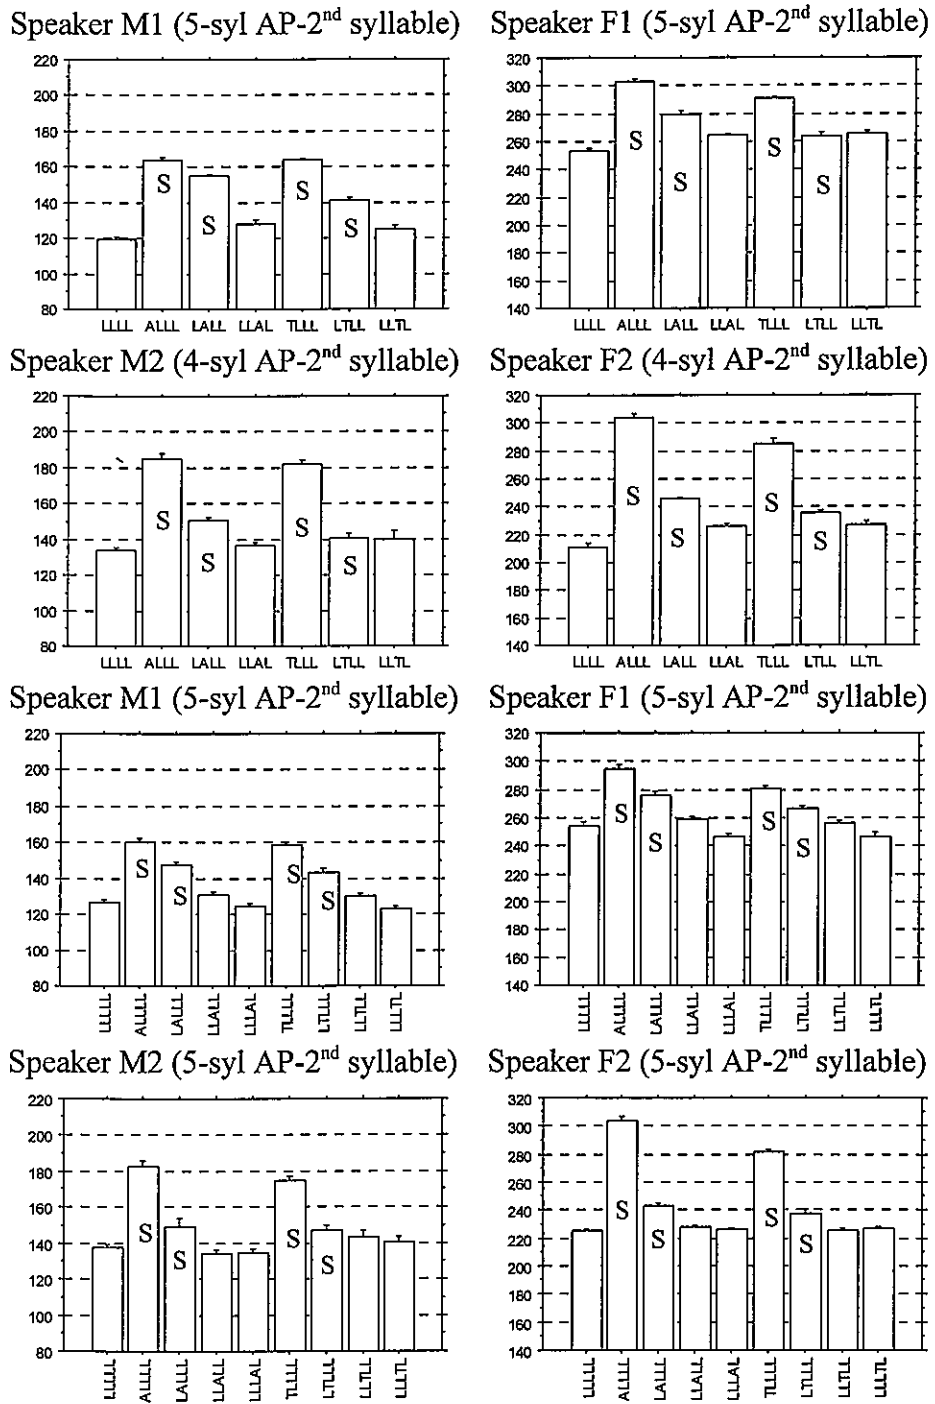 Speaker M1 (5-syl AP-2nd syllable)
220
200
180
160
140
120
100
80
S
S
S
S
LLLL ALLL LALL LLAL TLLL LTLL LLTL
Speaker F1 (5-syl AP-2nd syllable)
320
300
280
260
240
220
200
180
160
140
S
S
S
S
LLLL ALLL LALL LLAL TLLL LTLL LLTL
Speaker M2 (4-syl AP-2nd syllable)
220
200
180
160
140
120
100
80
S
S
S
S
LLLL ALLL LALL LLAL TLLL LTLL LLTL
Speaker F2 (4-syl AP-2nd syllable)
320
300
280
260
240
220
200
180
160
140
S
S
S
S
LLLL ALLL LALL LLAL TLLL LTLL LLTL
Speaker M1 (5-syl AP-2nd syllable)
220
200
180
160
140
120
100
80
S
S
S
S
LLLLL ALLLL LALLL LLALL LLLAL TLLLL LTLLL LLTLL LLLTL
Speaker F1 (5-syl AP-2nd syllable)
320
300
280
260
240
220
200
180
160
140
S
S
S
S
LLLLL ALLLL LALLL LLALL LLLAL TLLLL LTLLL LLTLL LLLTL
Speaker M2 (5-syl AP-2nd syllable)
220
200
180
160
140
120
100
80
S
S
S
S
LLLLL ALLLL LALLL LLALL LLLAL TLLLL LTLLL LLTLL LLLTL
Speaker F2 (5-syl AP-2nd syllable)
320
300
280
260
240
220
200
180
160
140
S
S
S
S
LLLLL ALLLL LALLL LLALL LLLAL TLLLL LTLLL LLTLL LLLTL